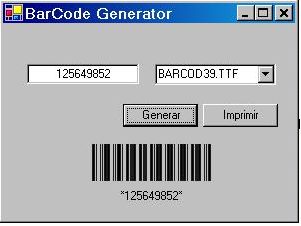 BarCode Generator
125649852 BARCOD39.TTF
Generar Imprimir
*125649852*